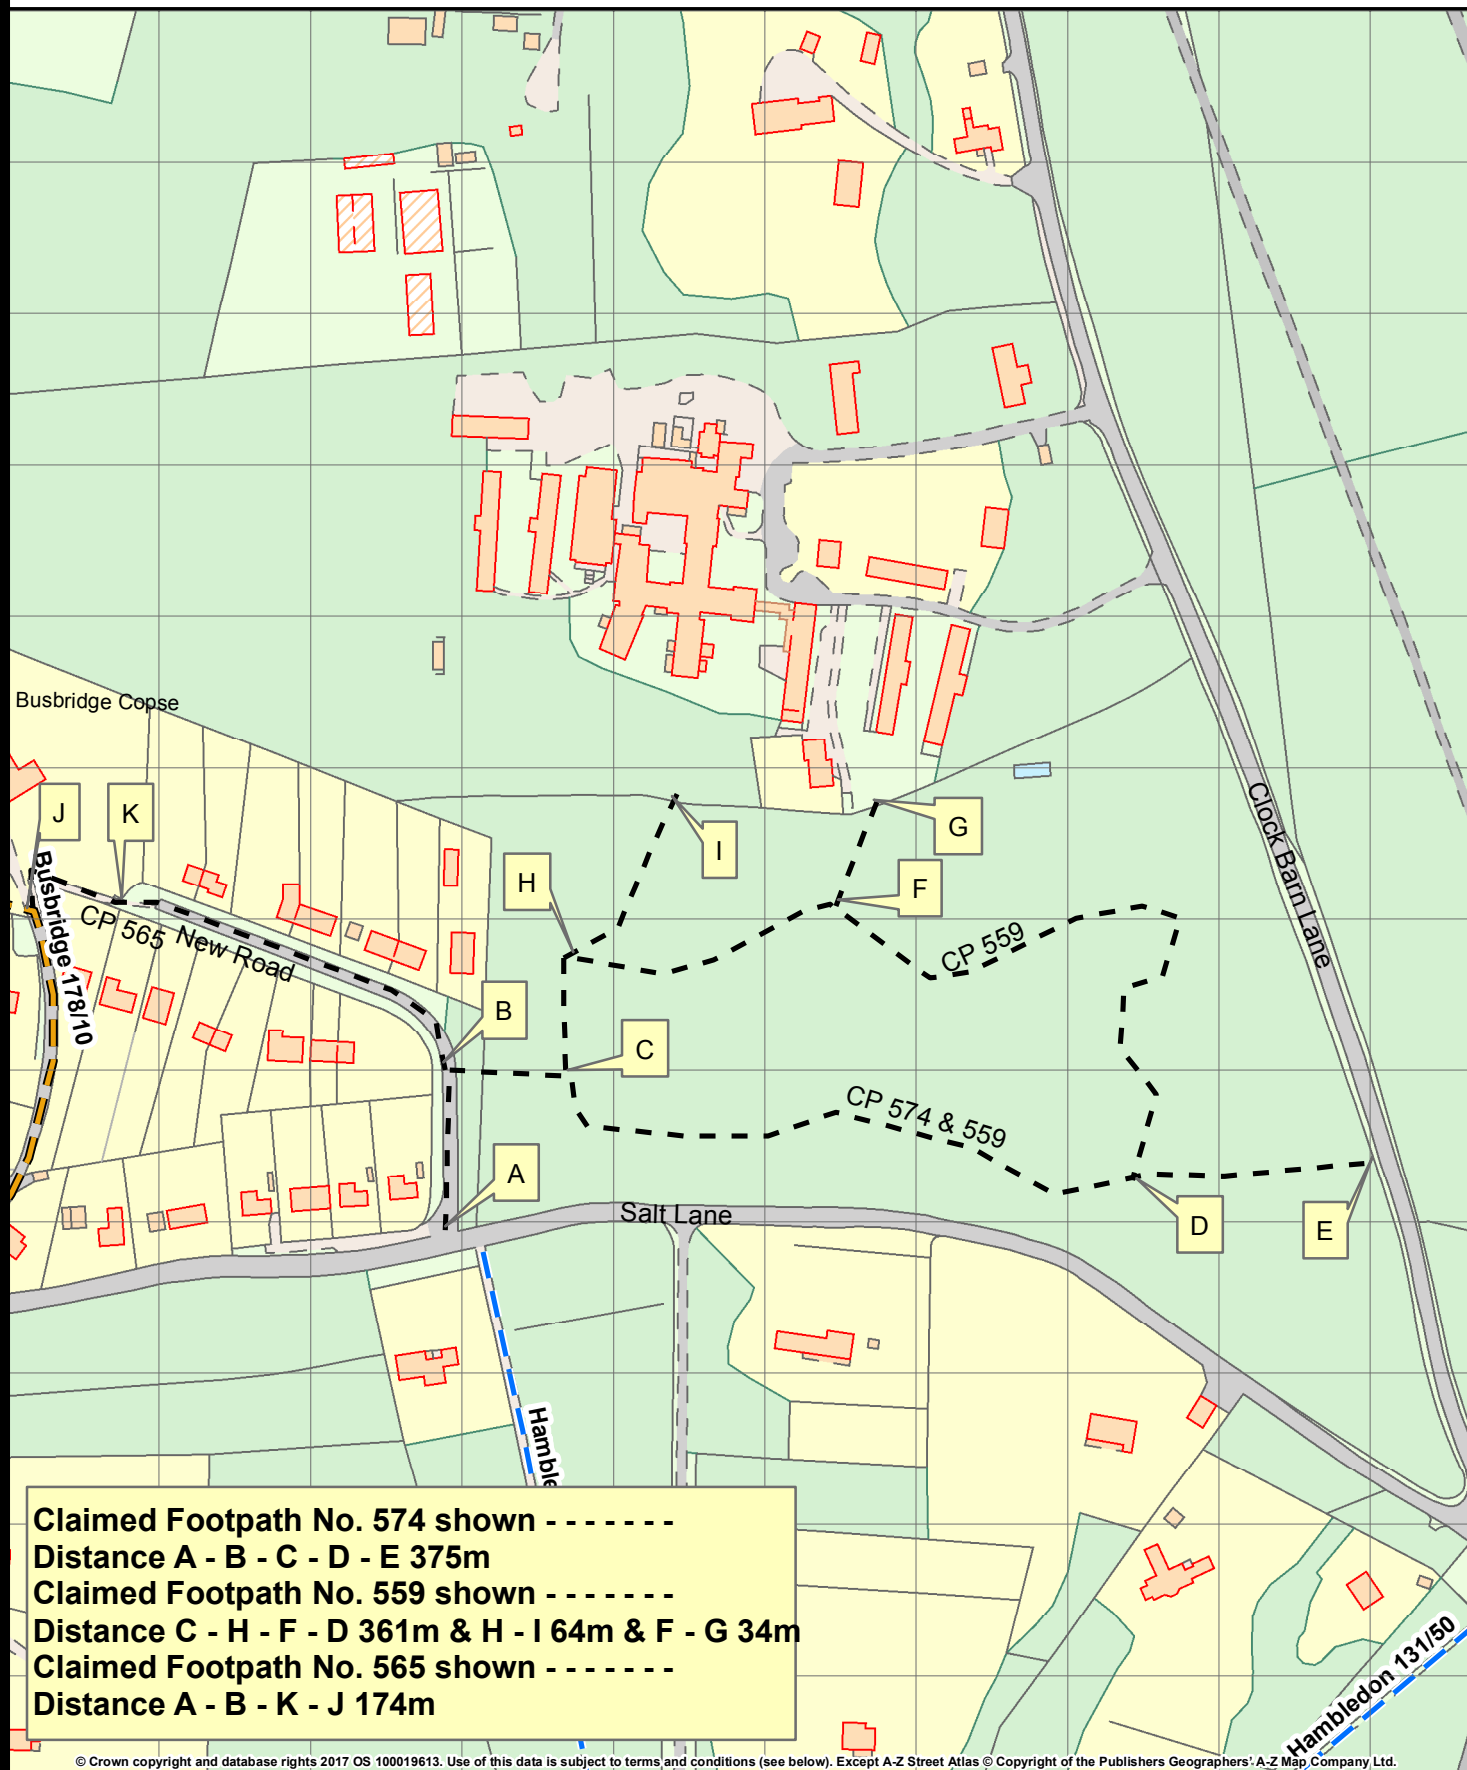 Busbridge Copse
J
K
I
G
H
F
Clock Barn Lane
Busbridge 178/10
CP 565
New Road
CP 559
B
C
CP 574 & 559
A
Salt Lane
D
E
Hamble
Claimed Footpath No. 574 shown - - - - - - -
Distance A - B - C - D - E 375m
Claimed Footpath No. 559 shown - - - - - - -
Distance C - H - F - D 361m & H - I 64m & F - G 34m
Claimed Footpath No. 565 shown - - - - - - -
Distance A - B - K - J 174m
Hambledon 131/50
© Crown copyright and database rights 2017 OS 100019613. Use of this data is subject to terms and conditions (see below). Except A-Z Street Atlas © Copyright of the Publishers Geographers' A-Z Map Company Ltd.